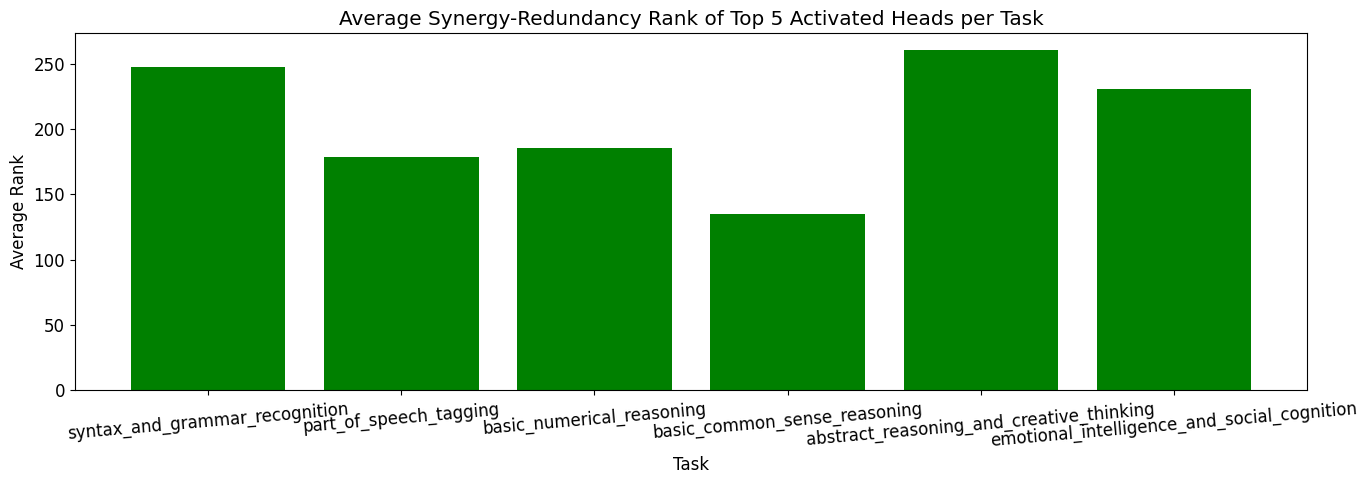 Average Synergy-Redundancy Rank of Top 5 Activated Heads per Task
Average Rank
250
200
150
100
50
0
syntax_and_grammar_recognition
part_of_speech_tagging
basic_numerical_reasoning
basic_common_sense_reasoning
abstract_reasoning_and_creative_thinking
emotional_intelligence_and_social_cognition
Task